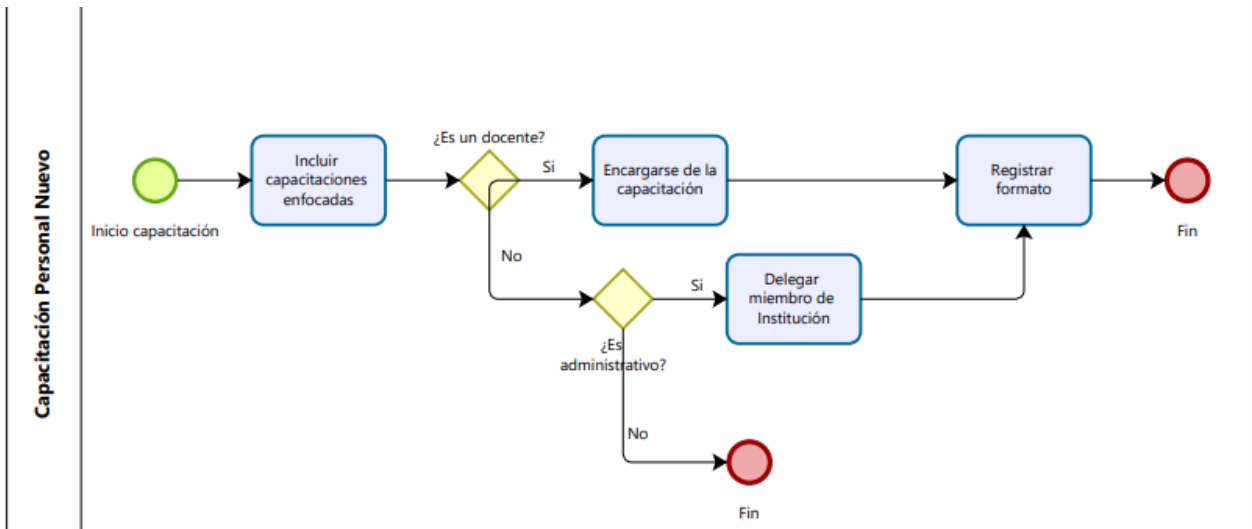 Capacitación Personal Nuevo
Inicio capacitación
Incluir
capacitaciones
enfocadas
¿Es un docente?
Si
No
Encargarse de la
capacitación
Registrar
formato
Fin
¿Es
administrativo?
Si
No
Delegar
miembro de
Institución
Fin